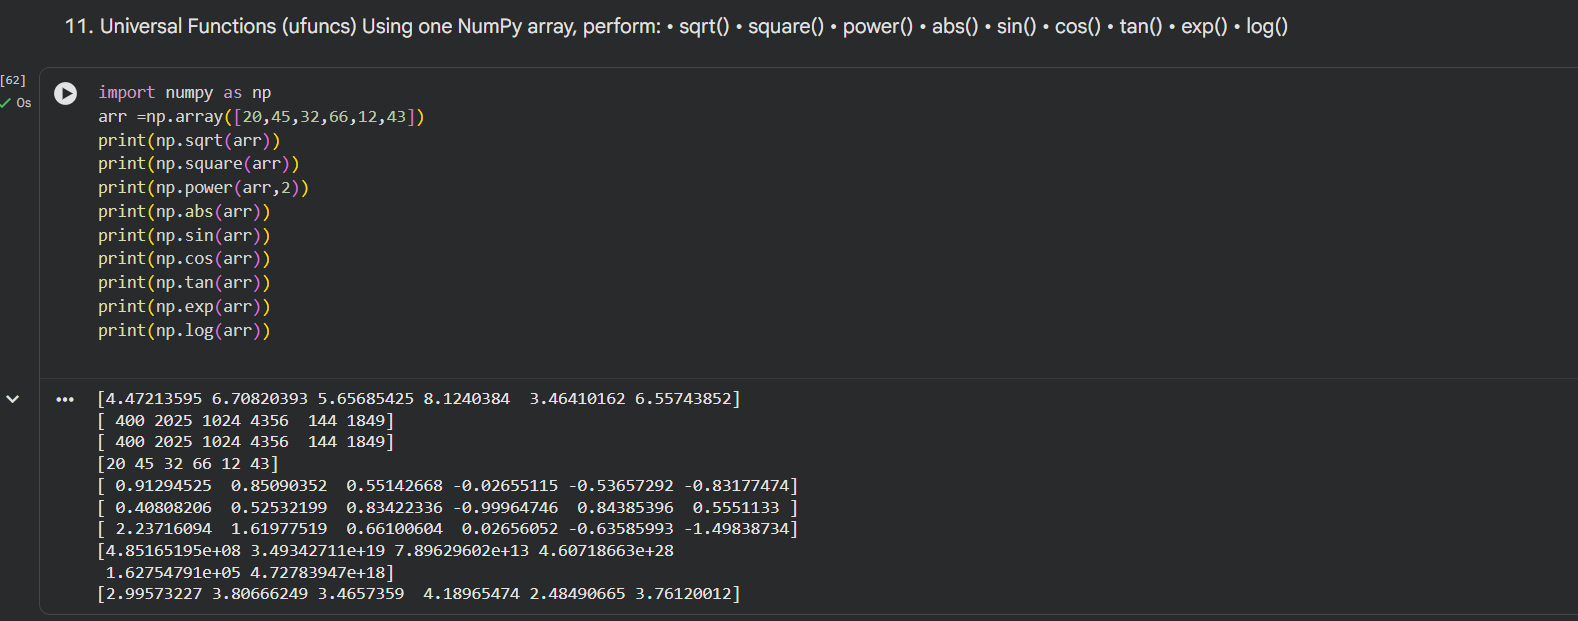 11. Universal Functions (ufuncs) Using one NumPy array, perform: • sqrt() • square() • power() • abs() • sin() • cos() • tan() • exp() • log()
[62]
0s
import numpy as np
arr =np.array([20,45,32,66,12,43])
print(np.sqrt(arr))
print(np.square(arr))
print(np.power(arr,2))
print(np.abs(arr))
print(np.sin(arr))
print(np.cos(arr))
print(np.tan(arr))
print(np.exp(arr))
print(np.log(arr))
[4.47213595 6.70820393 5.65685425 8.1240384  3.46410162 6.55743852]
[ 400 2025 1024 4356  144 1849]
[ 400 2025 1024 4356  144 1849]
[20 45 32 66 12 43]
[ 0.91294525  0.85090352  0.55142668 -0.02655115 -0.53657292 -0.83177474]
[ 0.40808206  0.52532199  0.83422336 -0.99964746  0.84385396  0.5551133 ]
[ 2.23716094  1.61977519  0.66100604  0.02656052 -0.63585993 -1.49838734]
[4.85165195e+08 3.49342711e+19 7.89629602e+13 4.60718663e+28
 1.62754791e+05 4.72783947e+18]
[2.99573227 3.80666249 3.4657359  4.18965474 2.48490665 3.76120012]